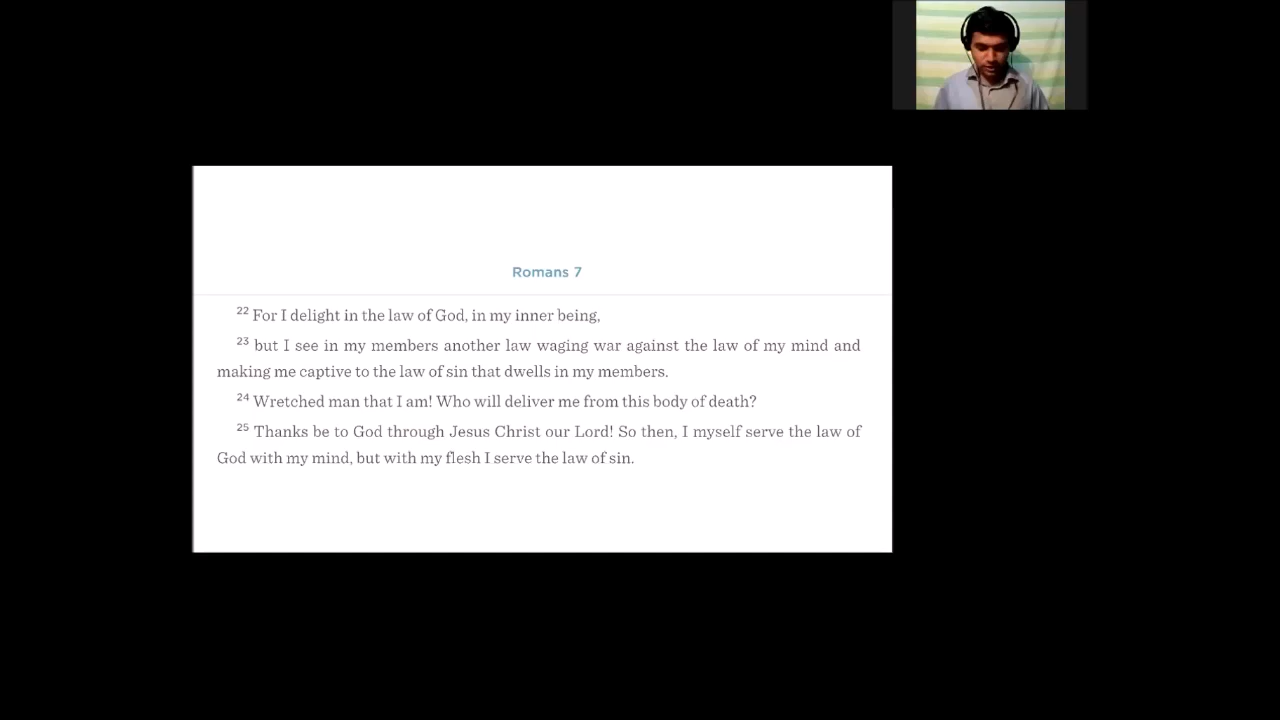 Romans 7
22 For I delight in the law of God, in my inner being,
23 but I see in my members another law waging war against the law of my mind and
making me captive to the law of sin that dwells in my members.
24 Wretched man that I am! Who will deliver me from this body of death?
25 Thanks be to God through Jesus Christ our Lord! So then, I myself serve the law of
God with my mind, but with my flesh I serve the law of sin.